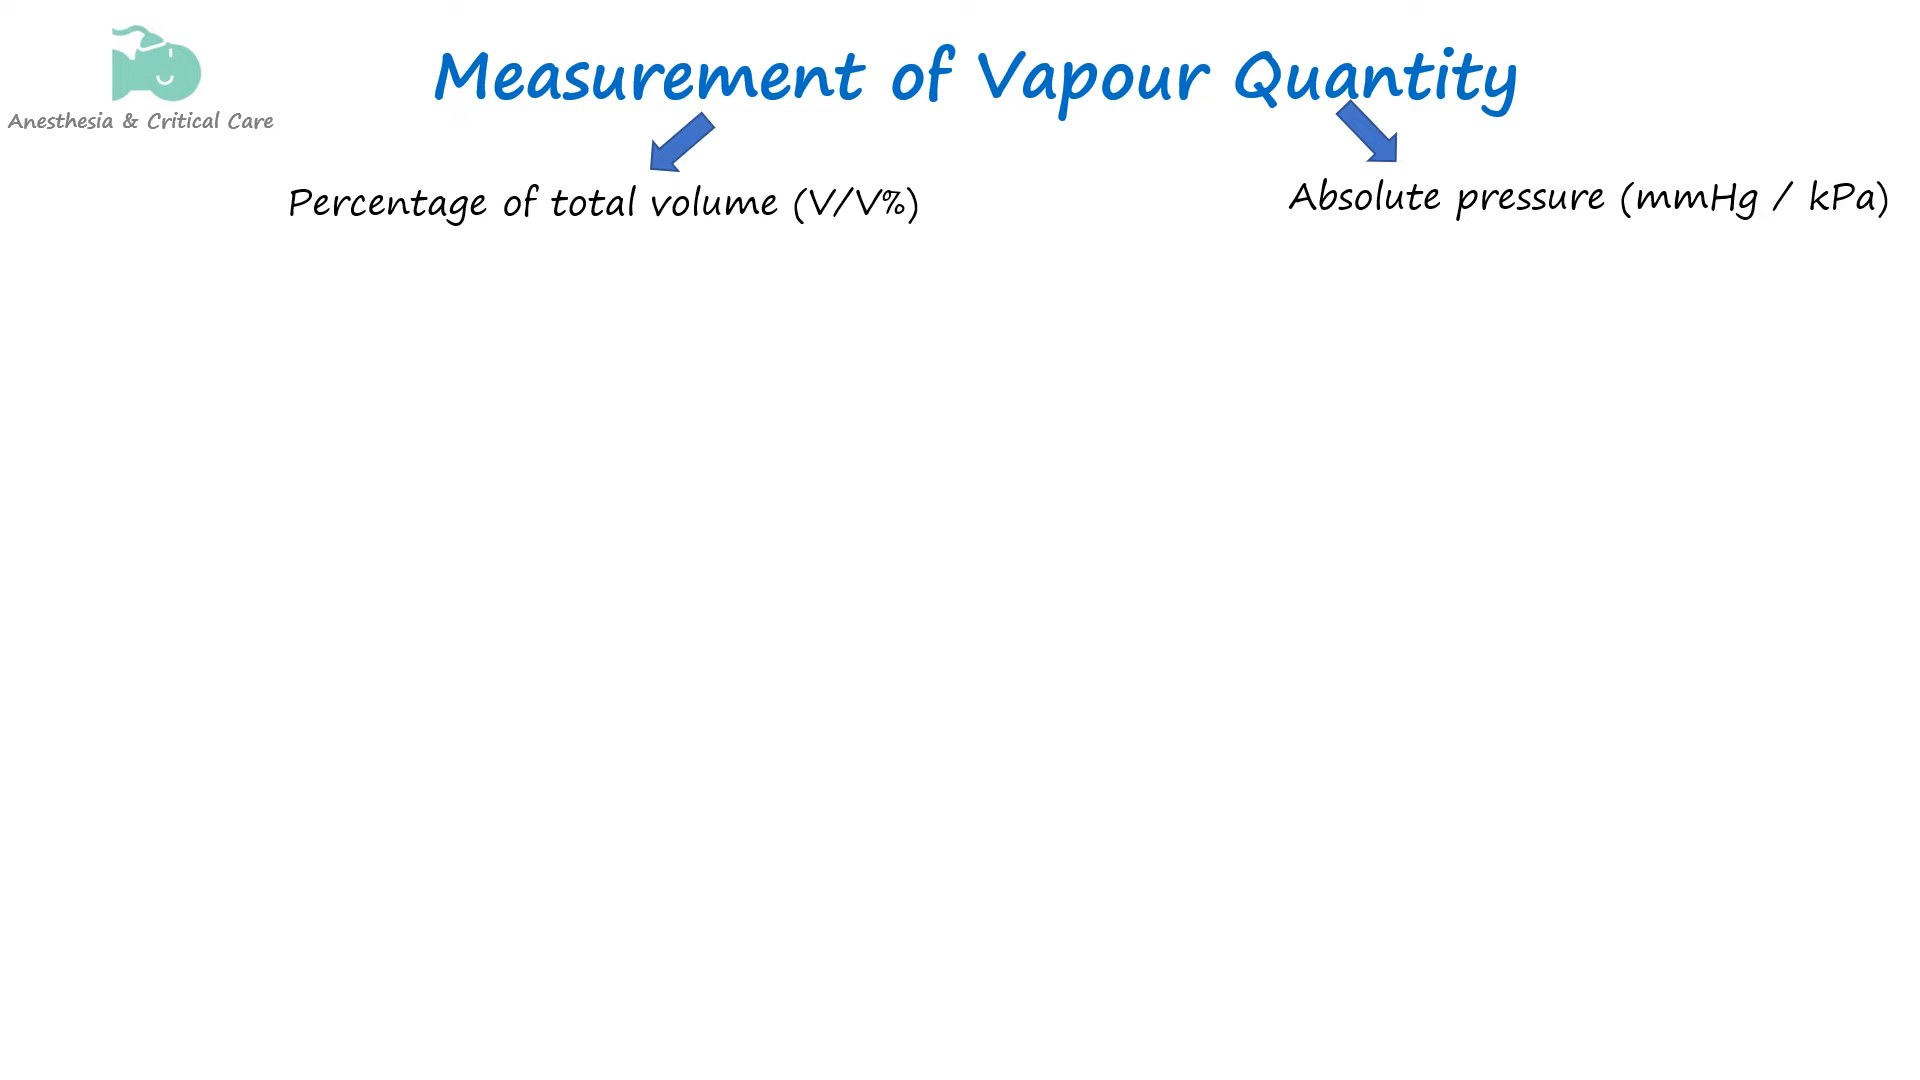 Measurement of Vapour Quantity
Anesthesia & Critical Care
Percentage of total volume (V/V%)
Absolute pressure (mmHg / kPa)